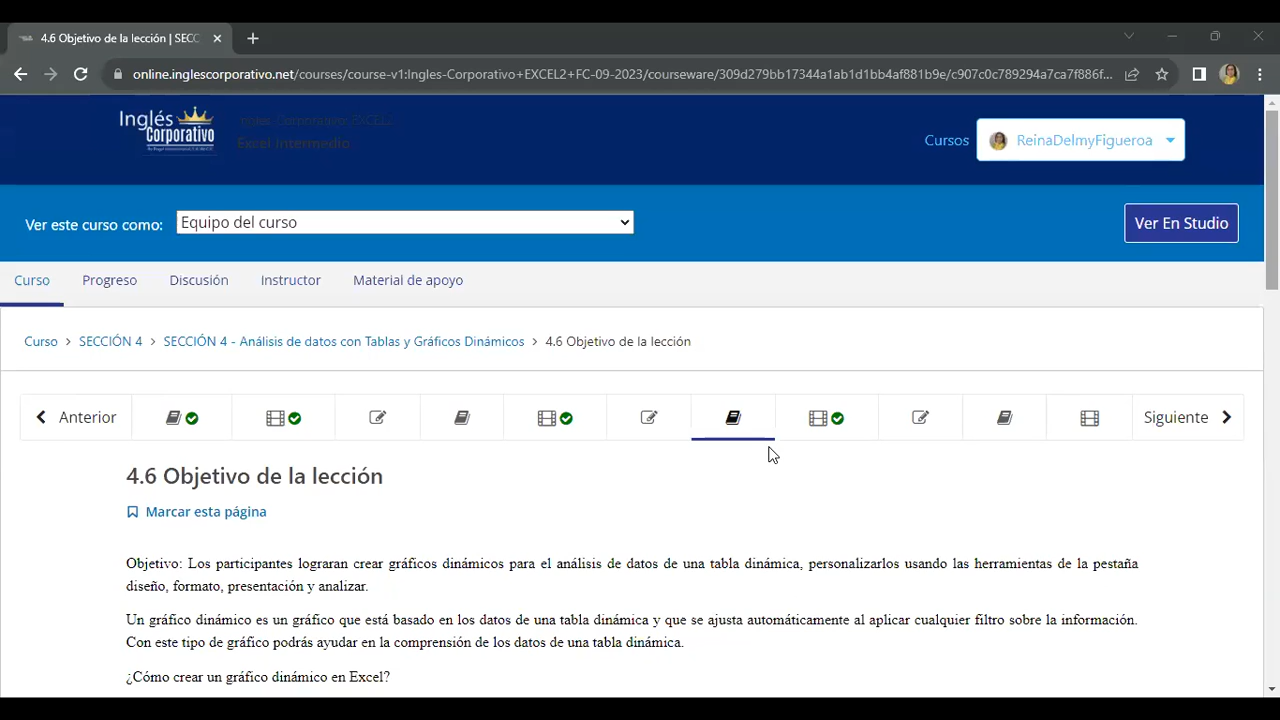 4.6 Objetivo de la lección | SECC
online.inglescorporativo.net/courses/course-v1:Ingles-Corporativo+EXCEL2+FC-09-2023/courseware/309d279bb17344a1ab1d1bb4af881b9e/c907c0c789294a7ca7f886f...
Inglés
Corporativo
Ingles Corporativo: EXCEL...
Excel Intermedio
Cursos
ReinaDelmyFigueroa
Ver este curso como:
Equipo del curso
Ver En Studio
Curso Progreso Discusión Instructor Material de apoyo
Curso > SECCIÓN 4 > SECCIÓN 4 - Análisis de datos con Tablas y Gráficos Dinámicos > 4.6 Objetivo de la lección
Anterior
Siguiente
4.6 Objetivo de la lección
Marcar esta página
Objetivo: Los participantes lograran crear gráficos dinámicos para el análisis de datos de una tabla dinámica, personalizarlos usando las herramientas de la pestaña
diseño, formato, presentación y analizar.
Un gráfico dinámico es un gráfico que está basado en los datos de una tabla dinámica y que se ajusta automáticamente al aplicar cualquier filtro sobre la información.
Con este tipo de gráfico podrás ayudar en la comprensión de los datos de una tabla dinámica.
¿Cómo crear un gráfico dinámico en Excel?